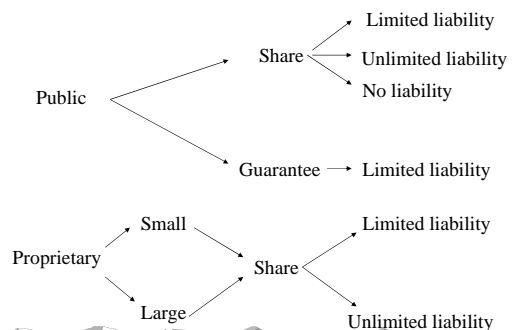 Limited liability
Share
Unlimited liability
No liability
Public
Guarantee
Limited liability
Small
Limited liability
Proprietary
Share
Large
Unlimited liability